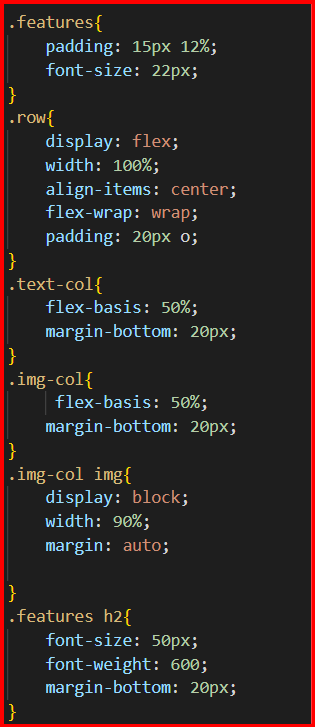 .features{
    padding: 15px 12%;
    font-size: 22px;
}
.row{
    display: flex;
    width: 100%;
    align-items: center;
    flex-wrap: wrap;
    padding: 20px o;
}
.text-col{
    flex-basis: 50%;
    margin-bottom: 20px;
}
.img-col{
     flex-basis: 50%;
    margin-bottom: 20px;
}
.img-col img{
    display: block;
    width: 90%;
    margin: auto;

}
.features h2{
    font-size: 50px;
    font-weight: 600;
    margin-bottom: 20px;
}